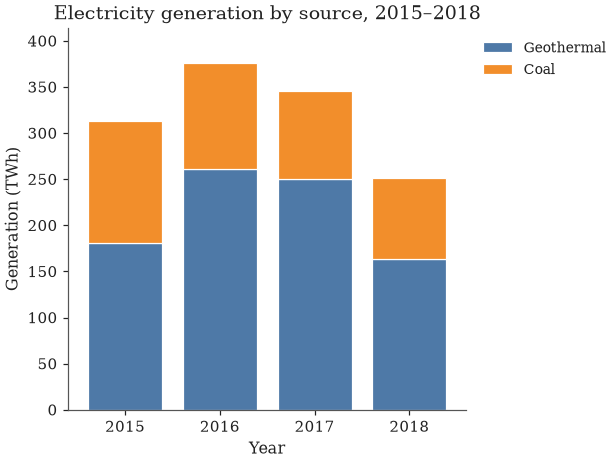 Electricity generation by source, 2015–2018
Geothermal
Coal
Generation (TWh)
400
350
300
250
200
150
100
50
0
2015 2016 2017 2018
Year